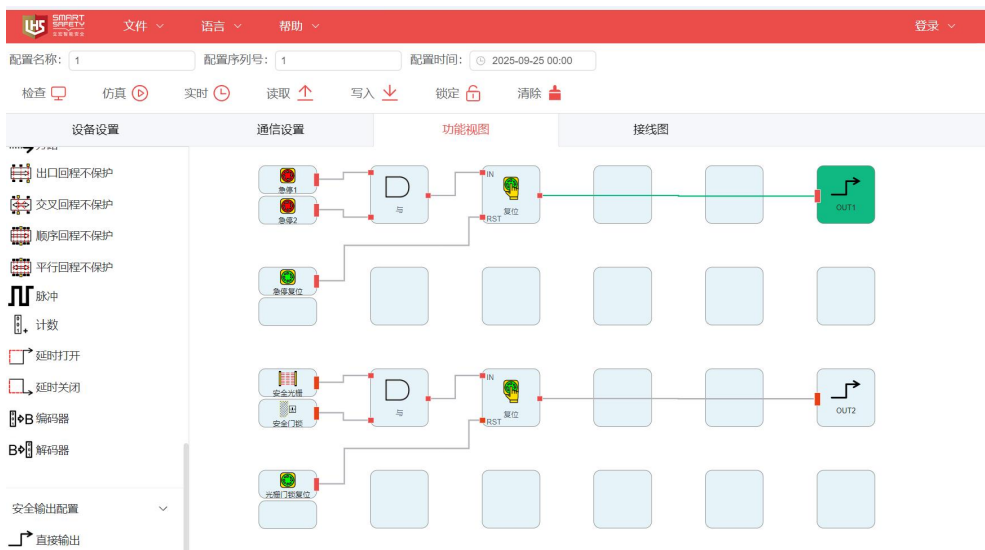 LHS SMART SAFETY 文件 语言 帮助 登录
配置名称: 1 配置序列号: 1 配置时间: 2025-09-25 00:00
检查 仿真 实时 读取 写入 锁定 清除
设备设置 通信设置 功能视图 接线图
出口回程不保护
交叉回程不保护
顺序回程不保护
平行回程不保护
脉冲
计数
延时打开
延时关闭
B 编码器
B 解码器
安全输出配置
直接输出
急停1
急停2
与
IN
复位
RST
OUT1
急停复位
安全光栅
安全门锁
与
IN
复位
RST
OUT2
光栅门锁复位